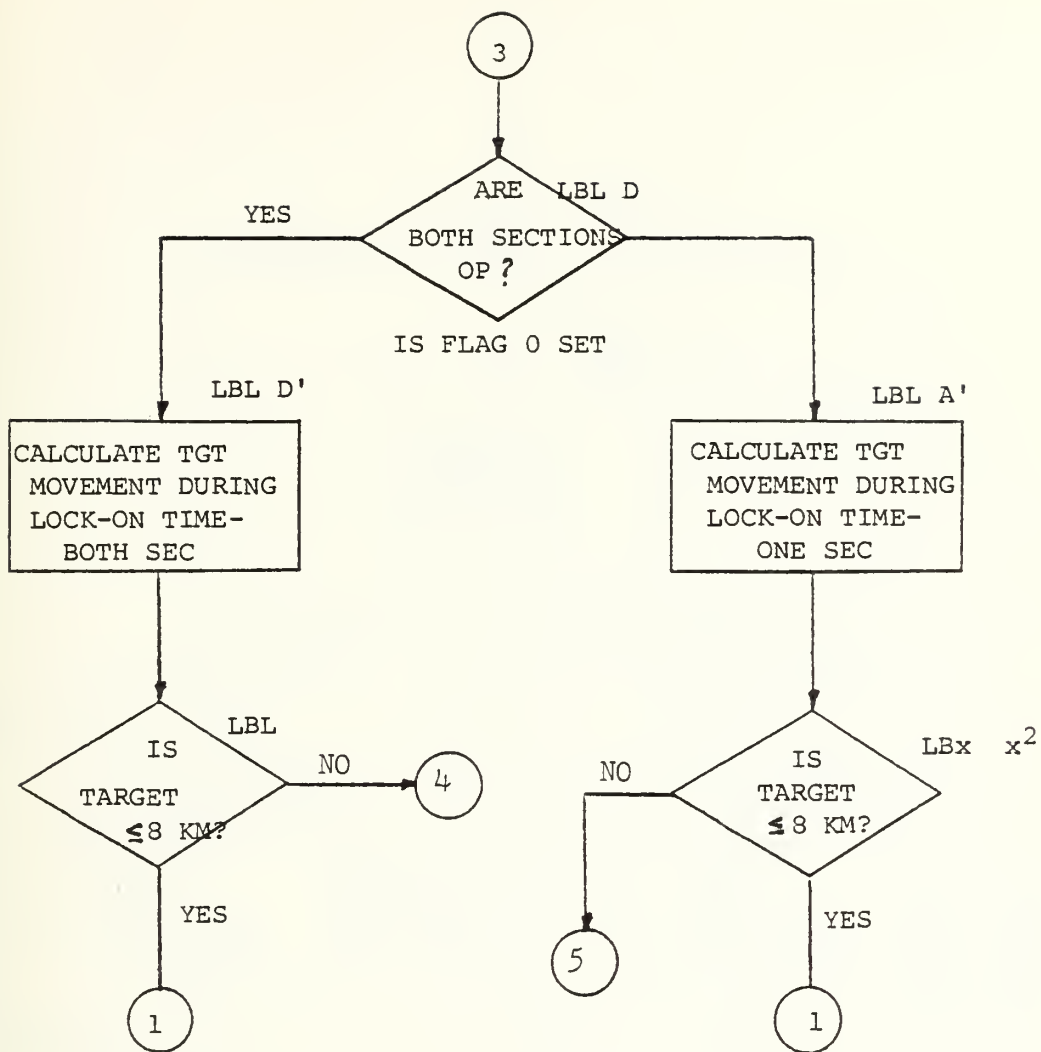 3
ARE LBL D
YES
BOTH SECTIONS
OP?
IS FLAG 0 SET
LBL D'
CALCULATE TGT
MOVEMENT DURING
LOCK-ON TIME-
BOTH SEC
LBL A'
CALCULATE TGT
MOVEMENT DURING
LOCK-ON TIME-
ONE SEC
LBL
IS
TARGET
≤8 KM?
NO
4
YES
1
LBx x²
IS
TARGET
≤8 KM?
NO
5
YES
1